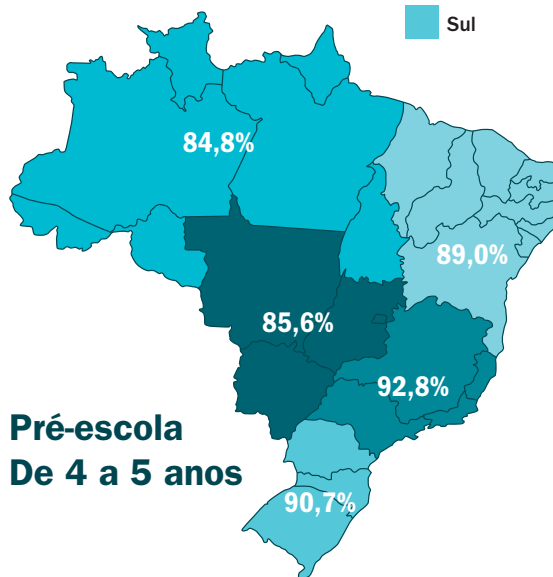 Sul
84,8%
89,0%
85,6%
92,8%
Pré-escola
De 4 a 5 anos
90,7%